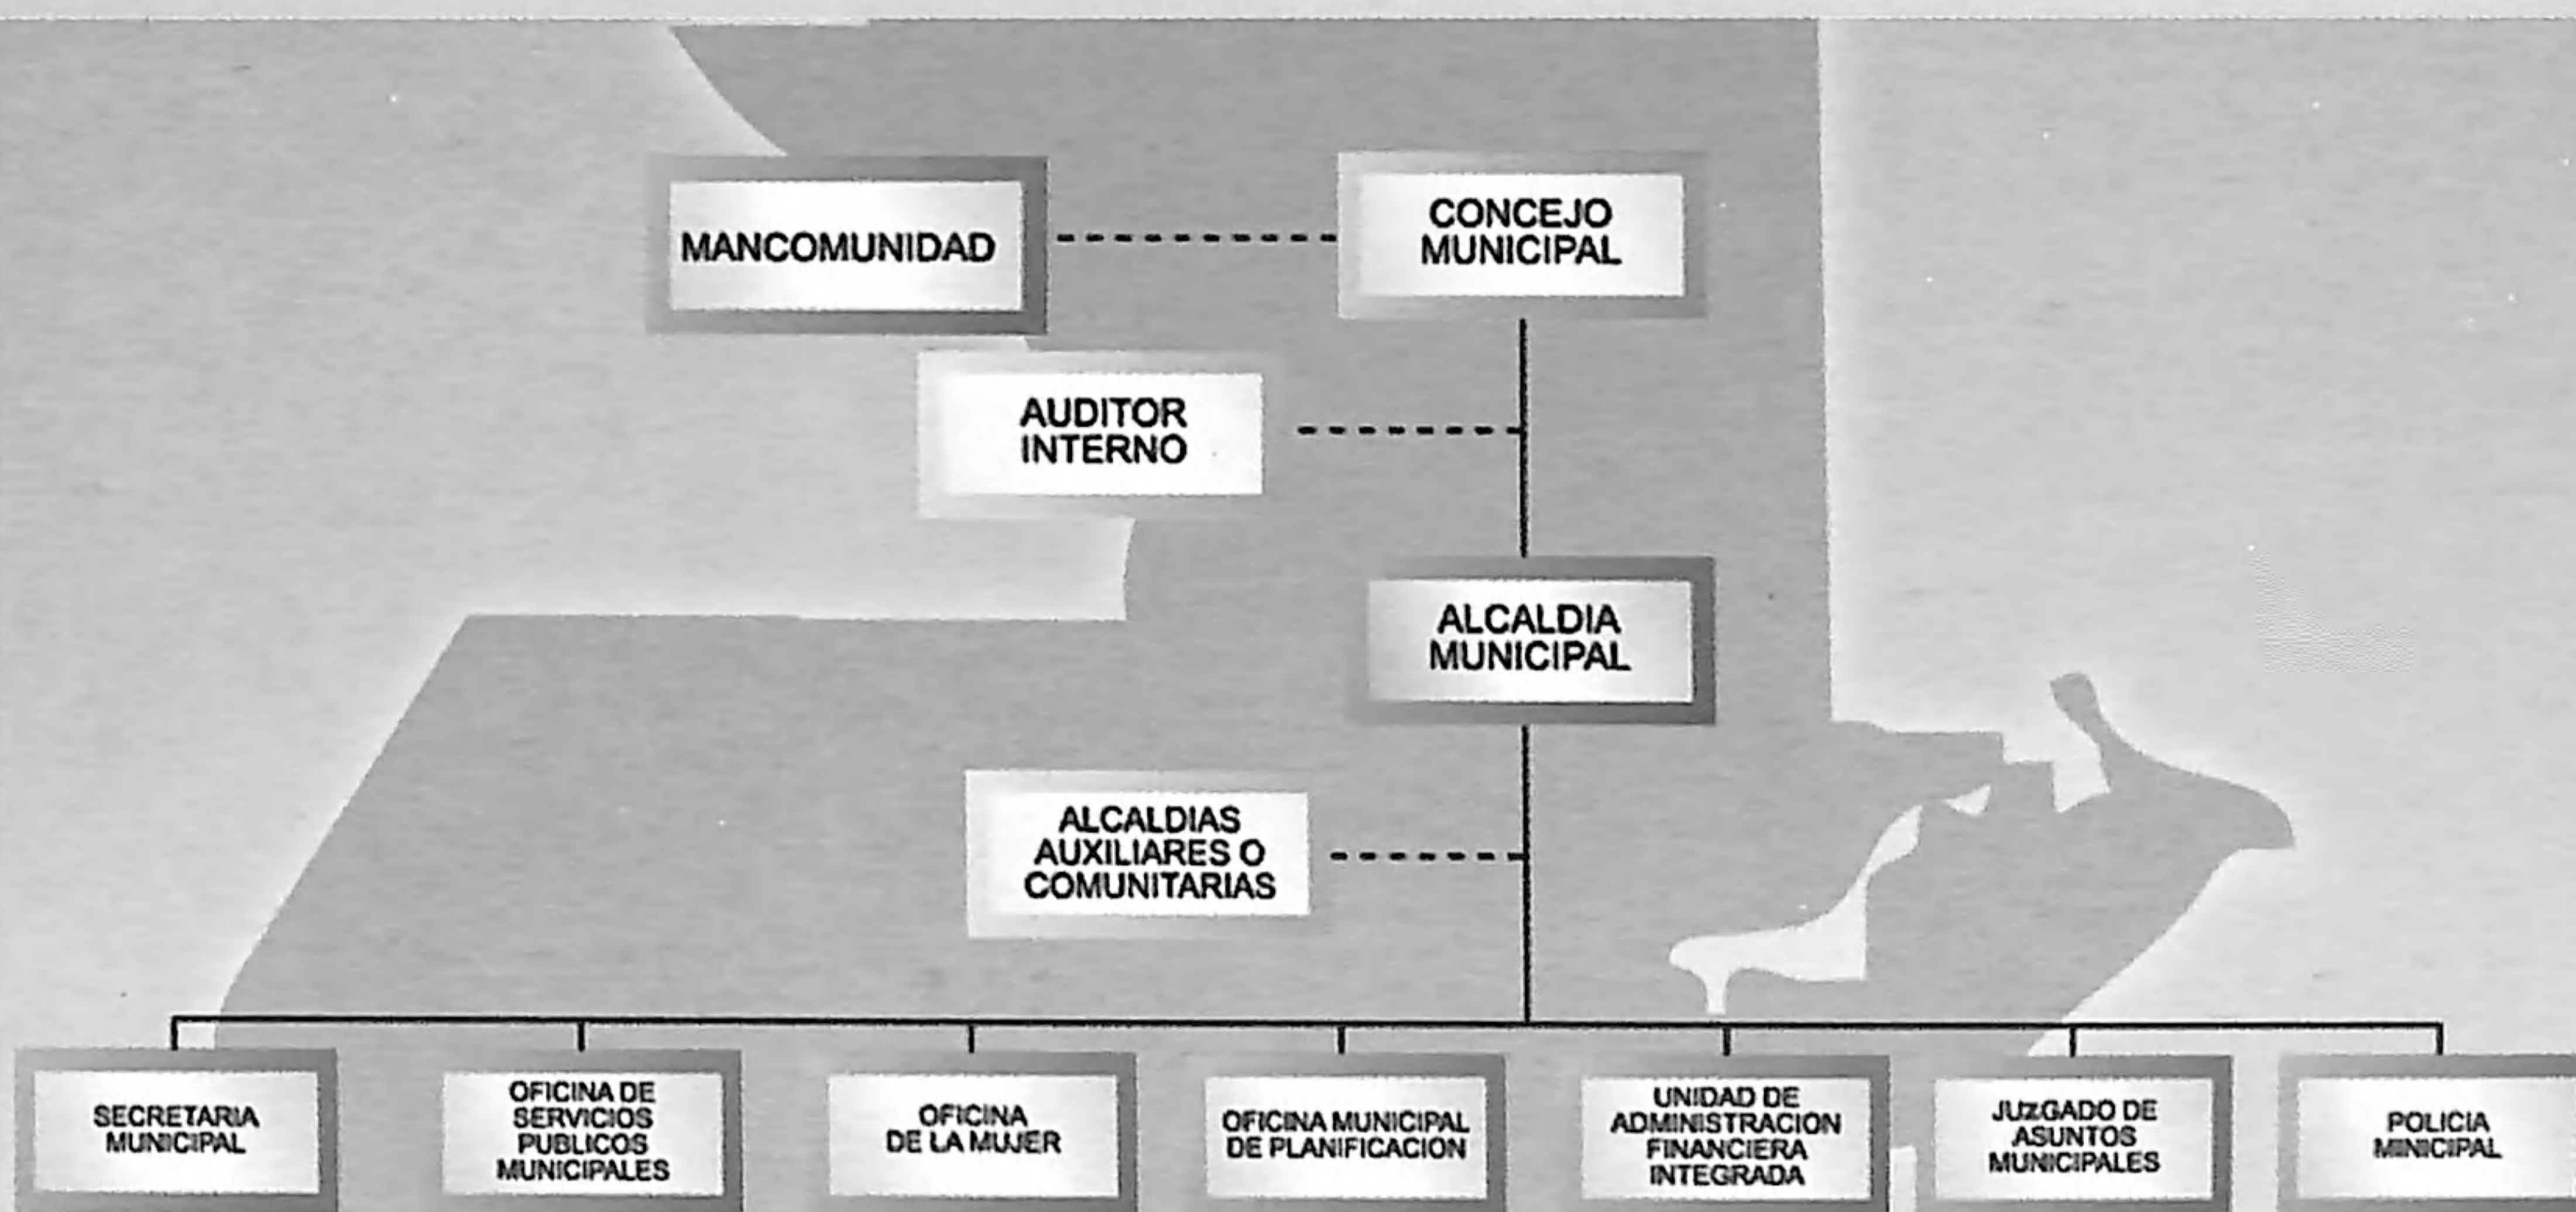 MANCOMUNIDAD
CONCEJO
MUNICIPAL
AUDITOR
INTERNO
ALCALDIA
MUNICIPAL
ALCALDIAS
AUXILIARES O
COMUNITARIAS
SECRETARIA
MUNICIPAL
OFICINA DE
SERVICIOS
PUBLICOS
MUNICIPALES
OFICINA
DE LA MUJER
OFICINA MUNICIPAL
DE PLANIFICACION
UNIDAD DE
ADMINISTRACION
FINANCIERA
INTEGRADA
JUZGADO DE
ASUNTOS
MUNICIPALES
POLICIA
MINICIPAL